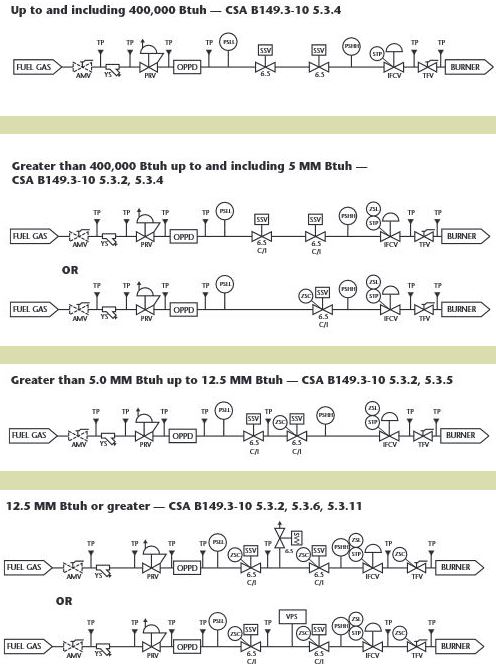 Up to and including 400,000 Btuh — CSA B149.3-10 5.3.4
TP TP TP TP PSLL SSV SSV PSHH STP TP TP
FUEL GAS OPPD BURNER
AMV YS PRV 6.5 6.5 IFCV TFV
Greater than 400,000 Btuh up to and including 5 MM Btuh —
CSA B149.3-10 5.3.2, 5.3.4
TP TP TP TP PSLL SSV SSV PSHH ZSL STP TP TP
FUEL GAS OPPD BURNER
AMV YS PRV 6.5 6.5 IFCV TFV
C/I C/I
OR
TP TP TP TP PSLL ZSC SSV PSHH ZSL STP TP TP
FUEL GAS OPPD BURNER
AMV YS PRV 6.5 IFCV TFV
C/I
Greater than 5.0 MM Btuh up to 12.5 MM Btuh — CSA B149.3-10 5.3.2, 5.3.5
TP TP TP TP PSLL SSV TP ZSC SSV PSHH ZSL STP TP TP
FUEL GAS OPPD BURNER
AMV YS PRV 6.5 6.5 IFCV TFV
C/I C/I
12.5 MM Btuh or greater — CSA B149.3-10 5.3.2, 5.3.6, 5.3.11
TP TP TP TP PSLL ZSC SSV TP SSV 6.5 ZSC SSV PSHH ZSL STP TP ZSC TP
FUEL GAS OPPD BURNER
AMV YS PRV 6.5 6.5 IFCV TFV
C/I C/I
OR
VPS
TP TP TP TP PSLL ZSC SSV TP ZSC SSV PSHH ZSL STP TP ZSC TP
FUEL GAS OPPD BURNER
AMV YS PRV 6.5 6.5 IFCV TFV
C/I C/I